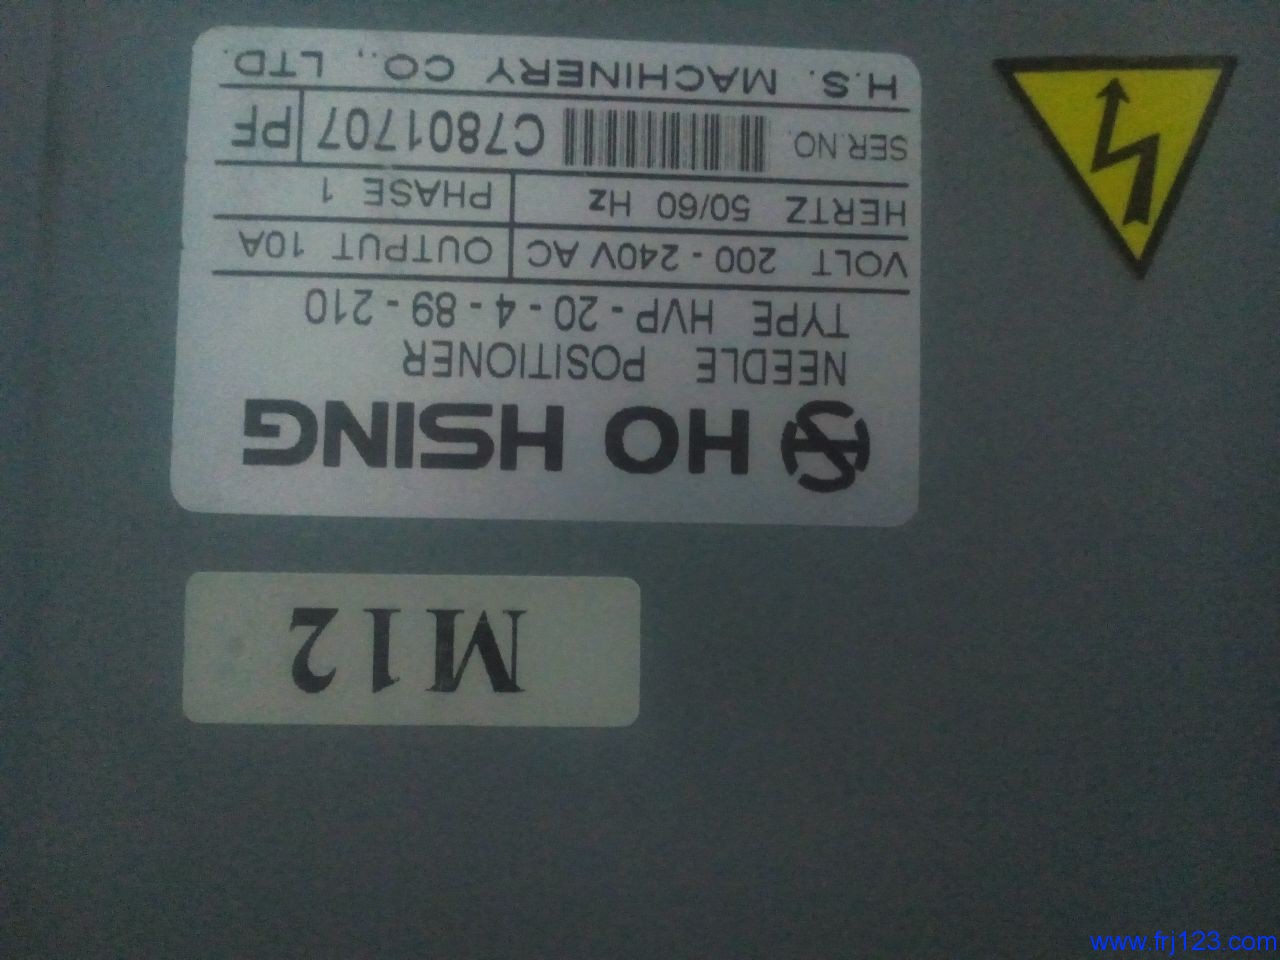 HO HSING
NEEDLE POSITIONER
TYPE HVP - 20 - 4 - 89 - 210
VOLT 200 - 240V AC OUTPUT 10A
HERTZ 50/60 Hz PHASE 1
SER.NO. C7801707 PF
H.S. MACHINERY CO., LTD.
M12
www.frj123.com